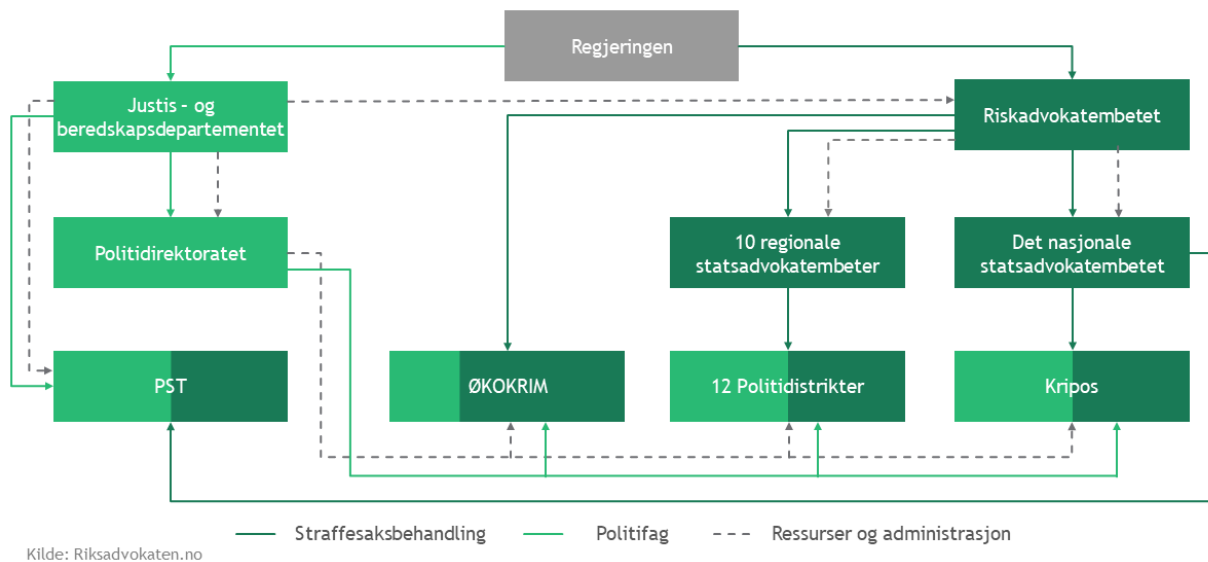 Regjeringen
Justis – og
beredskapsdepartementet
Riskadvokatembetet
Politidirektoratet
10 regionale
statsadvokatembeter
Det nasjonale
statsadvokatembetet
PST
ØKOKRIM
12 Politidistrikter
Kripos
Straffesaksbehandling
Politifag
Ressurser og administrasjon
Kilde: Riksadvokaten.no